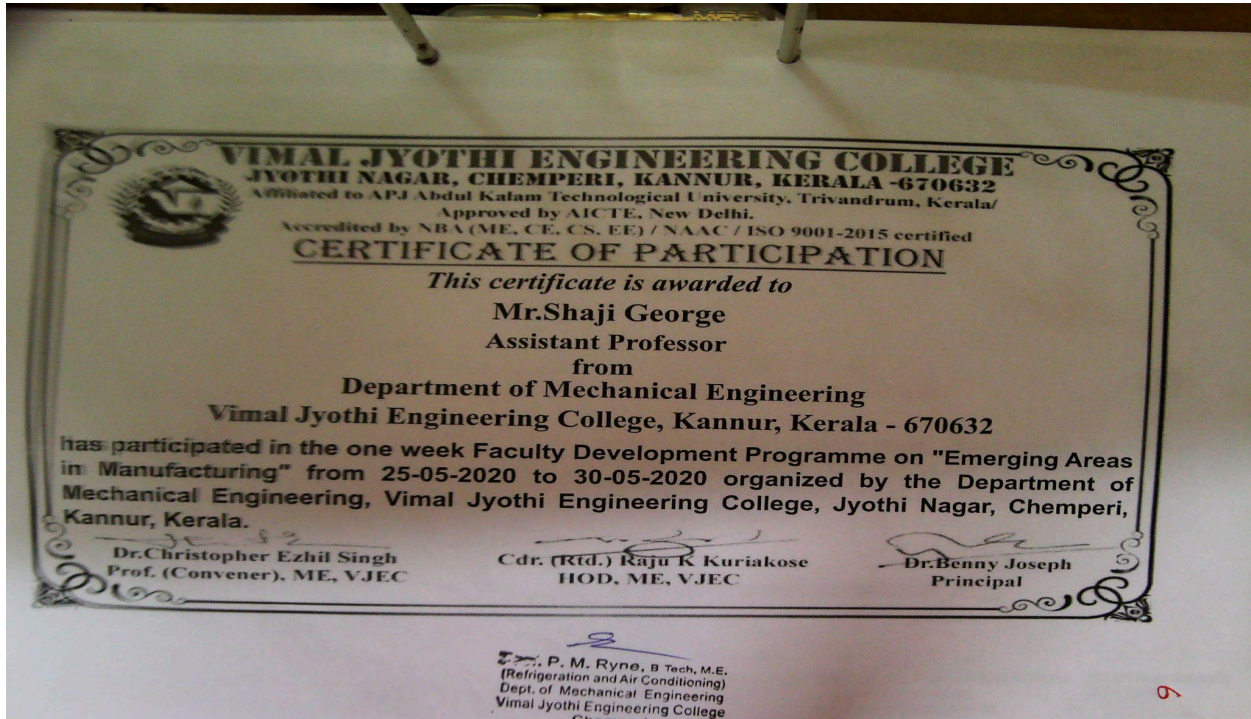 VIMAL JYOTHI ENGINEERING COLLEGE
JYOTHI NAGAR, CHEMPERI, KANNUR, KERALA -670632
Affiliated to APJ Abdul Kalam Technological University, Trivandrum, Kerala/
Approved by AICTE, New Delhi.
Accredited by NBA (ME, CE, CS, EE) / NAAC / ISO 9001-2015 certified
CERTIFICATE OF PARTICIPATION
This certificate is awarded to
Mr.Shaji George
Assistant Professor
from
Department of Mechanical Engineering
Vimal Jyothi Engineering College, Kannur, Kerala - 670632
has participated in the one week Faculty Development Programme on "Emerging Areas
in Manufacturing" from 25-05-2020 to 30-05-2020 organized by the Department of
Mechanical Engineering, Vimal Jyothi Engineering College, Jyothi Nagar, Chemperi,
Kannur, Kerala.
Dr.Christopher Ezhil Singh
Prof. (Convener), ME, VJEC
Cdr. (Rtd.) Raju K Kuriakose
HOD, ME, VJEC
Dr.Benny Joseph
Principal
P. M. Ryne, B Tech, M.E.
(Refrigeration and Air Conditioning)
Dept. of Mechanical Engineering
Vimal Jyothi Engineering College
6